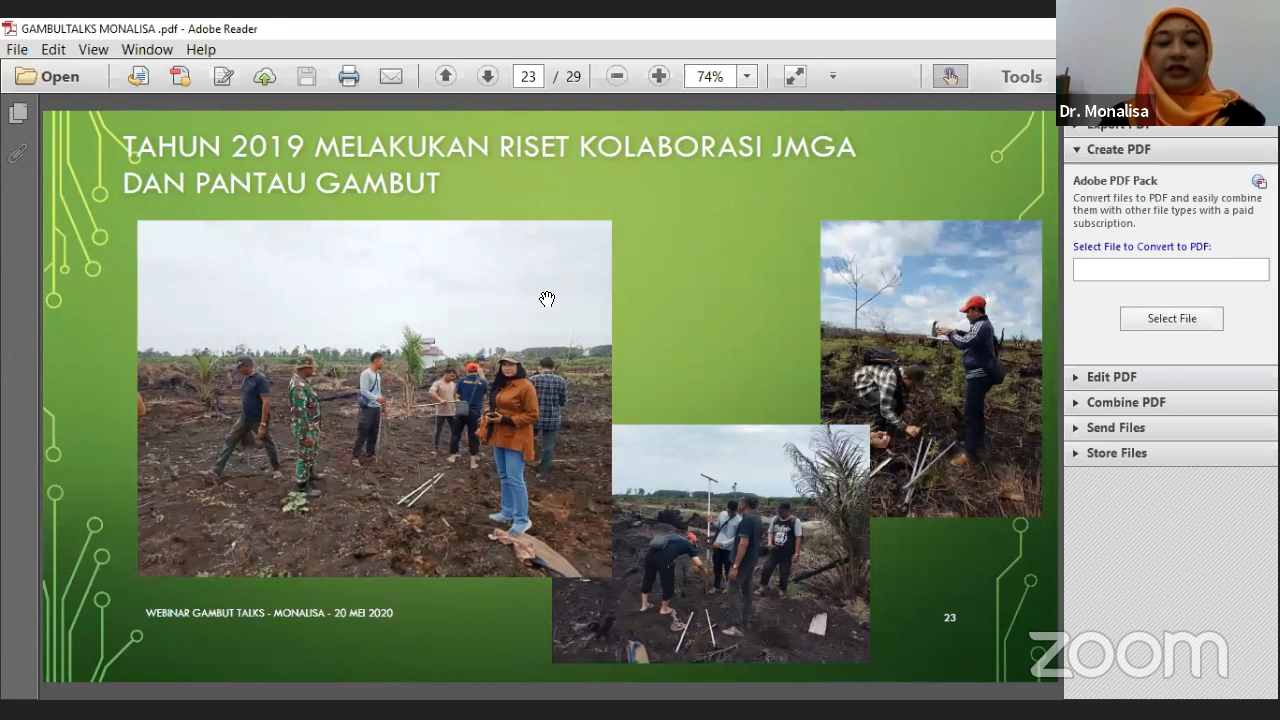 GAMBULTALKS MONALISA .pdf - Adobe Reader
File Edit View Window Help
Open
23 / 29
74%
Tools
Dr. Monalisa
Export PDF
Create PDF
Adobe PDF Pack
Convert files to PDF and easily combine
them with other file types with a paid
subscription.
Select File to Convert to PDF:
Select File
Edit PDF
Combine PDF
Send Files
Store Files
TAHUN 2019 MELAKUKAN RISET KOLABORASI JMGA
DAN PANTAU GAMBUT
WEBINAR GAMBUT TALKS - MONALISA - 20 MEI 2020
23
zoom